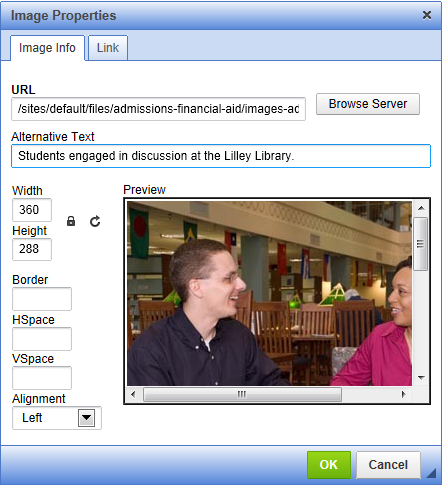 Image Properties
Image Info
Link
URL
/sites/default/files/admissions-financial-aid/images-ad
Browse Server
Alternative Text
Students engaged in discussion at the Lilley Library.
Width
360
Height
288
Preview
Border
HSpace
VSpace
Alignment
Left
OK
Cancel